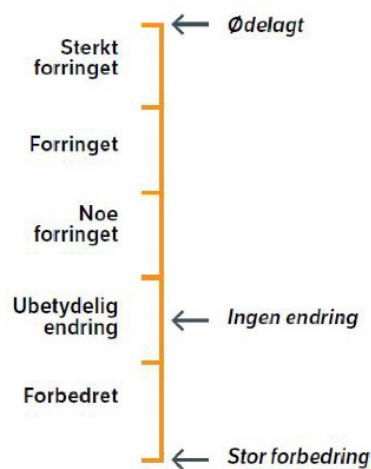 Ødelagt
Sterkt
forringet
Forringet
Noe
forringet
Ubetydelig
endring
Ingen endring
Forbedret
Stor forbedring